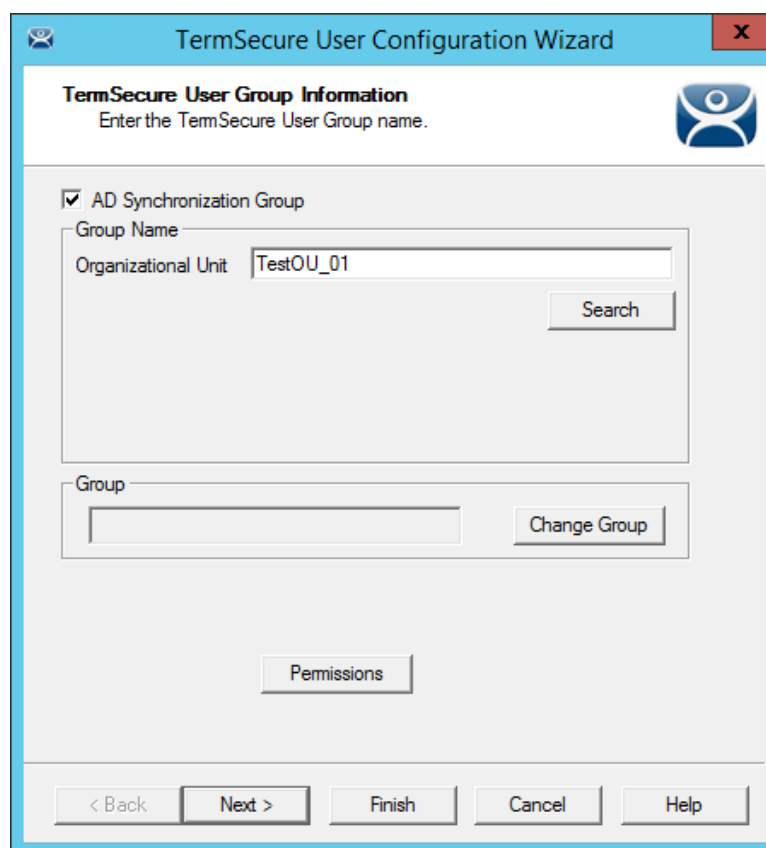 TermSecure User Configuration Wizard
x
TermSecure User Group Information
Enter the TermSecure User Group name.
AD Synchronization Group
Group Name
Organizational Unit TestOU_01
Search
Group
Change Group
Permissions
< Back Next > Finish Cancel Help